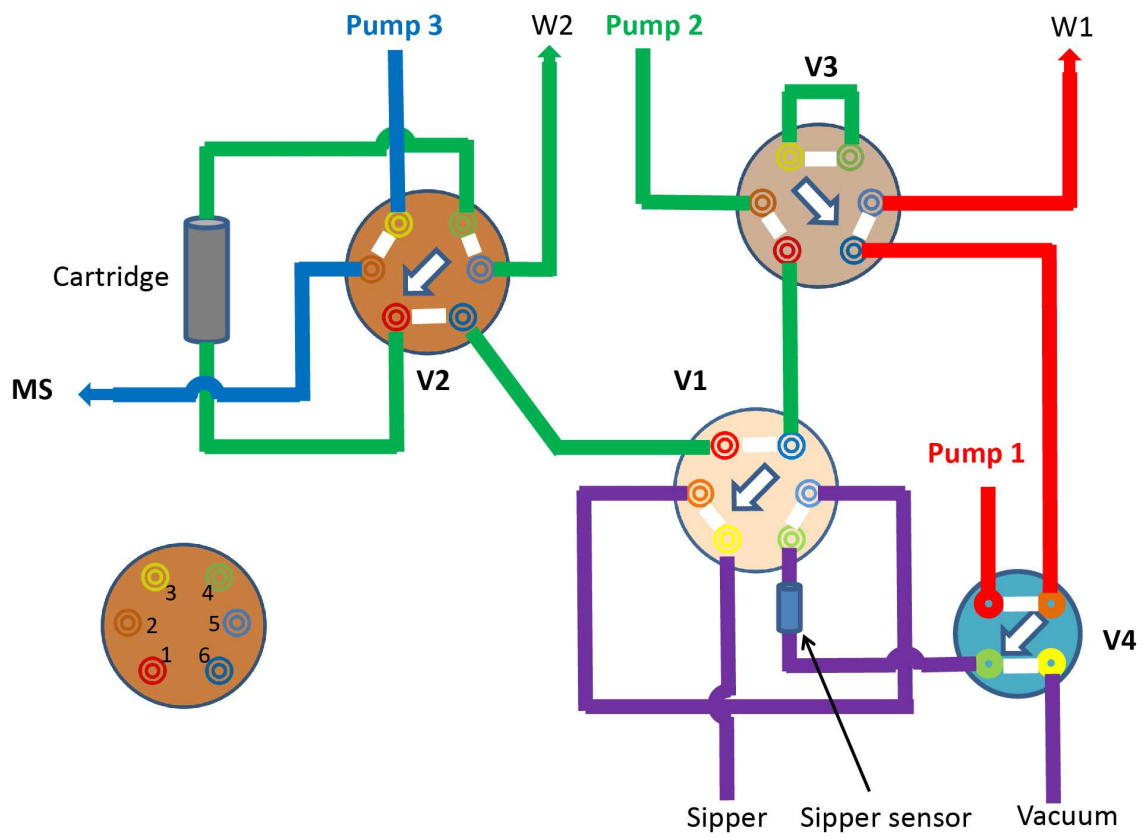 Pump 3
W2
Pump 2
W1
V3
Cartridge
MS
V2
V1
Pump 1
3 4
2 5
1 6
V4
Sipper
Sipper sensor
Vacuum